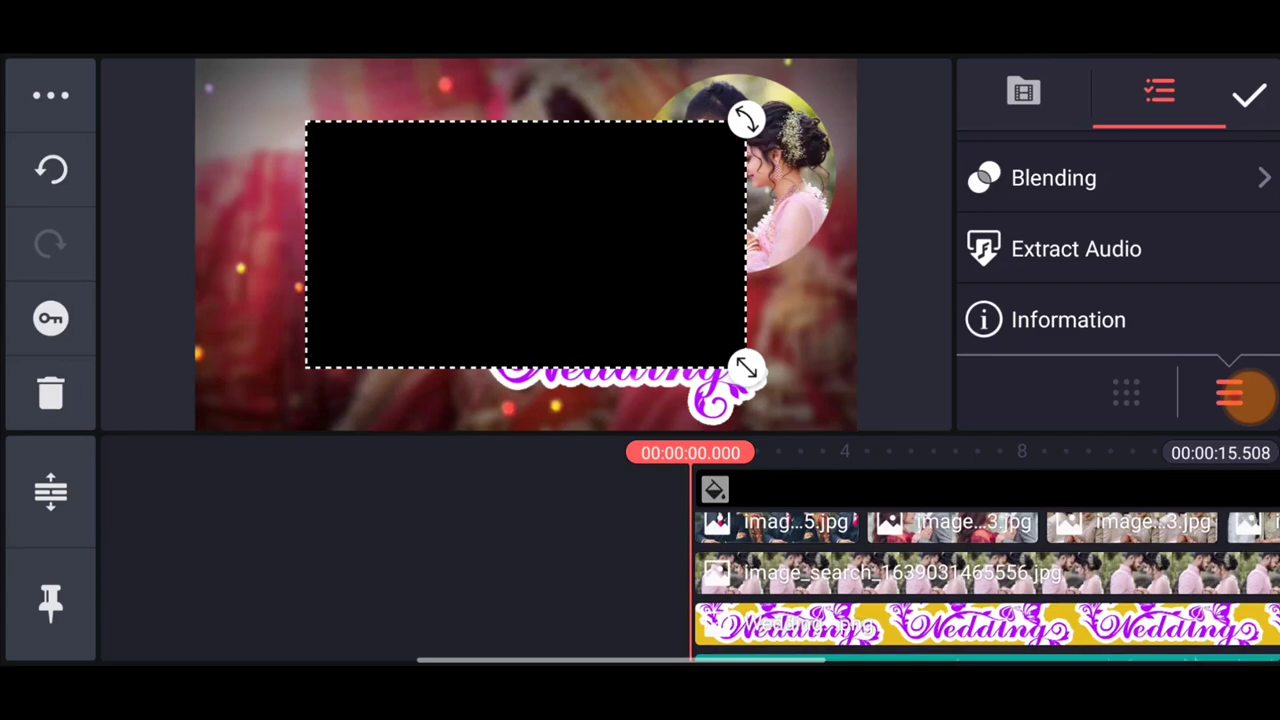 Blending
Extract Audio
Information
Wedding
00:00:00.000
4
8
00:00:15.508
imag...5.jpg
image...3.jpg
image...3.jpg
image_search_1639031465556.jpg
Wedding Wedding Wedding